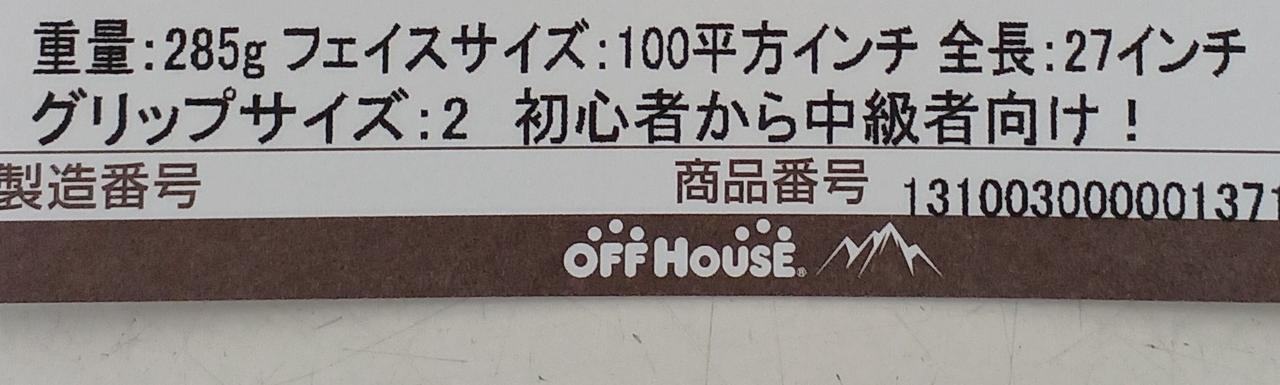 重量:285g フェイスサイズ:100平方インチ 全長:27インチ
グリップサイズ:2 初心者から中級者向け!
製造番号 商品番号 1310030000001371
OFF HOUSE®